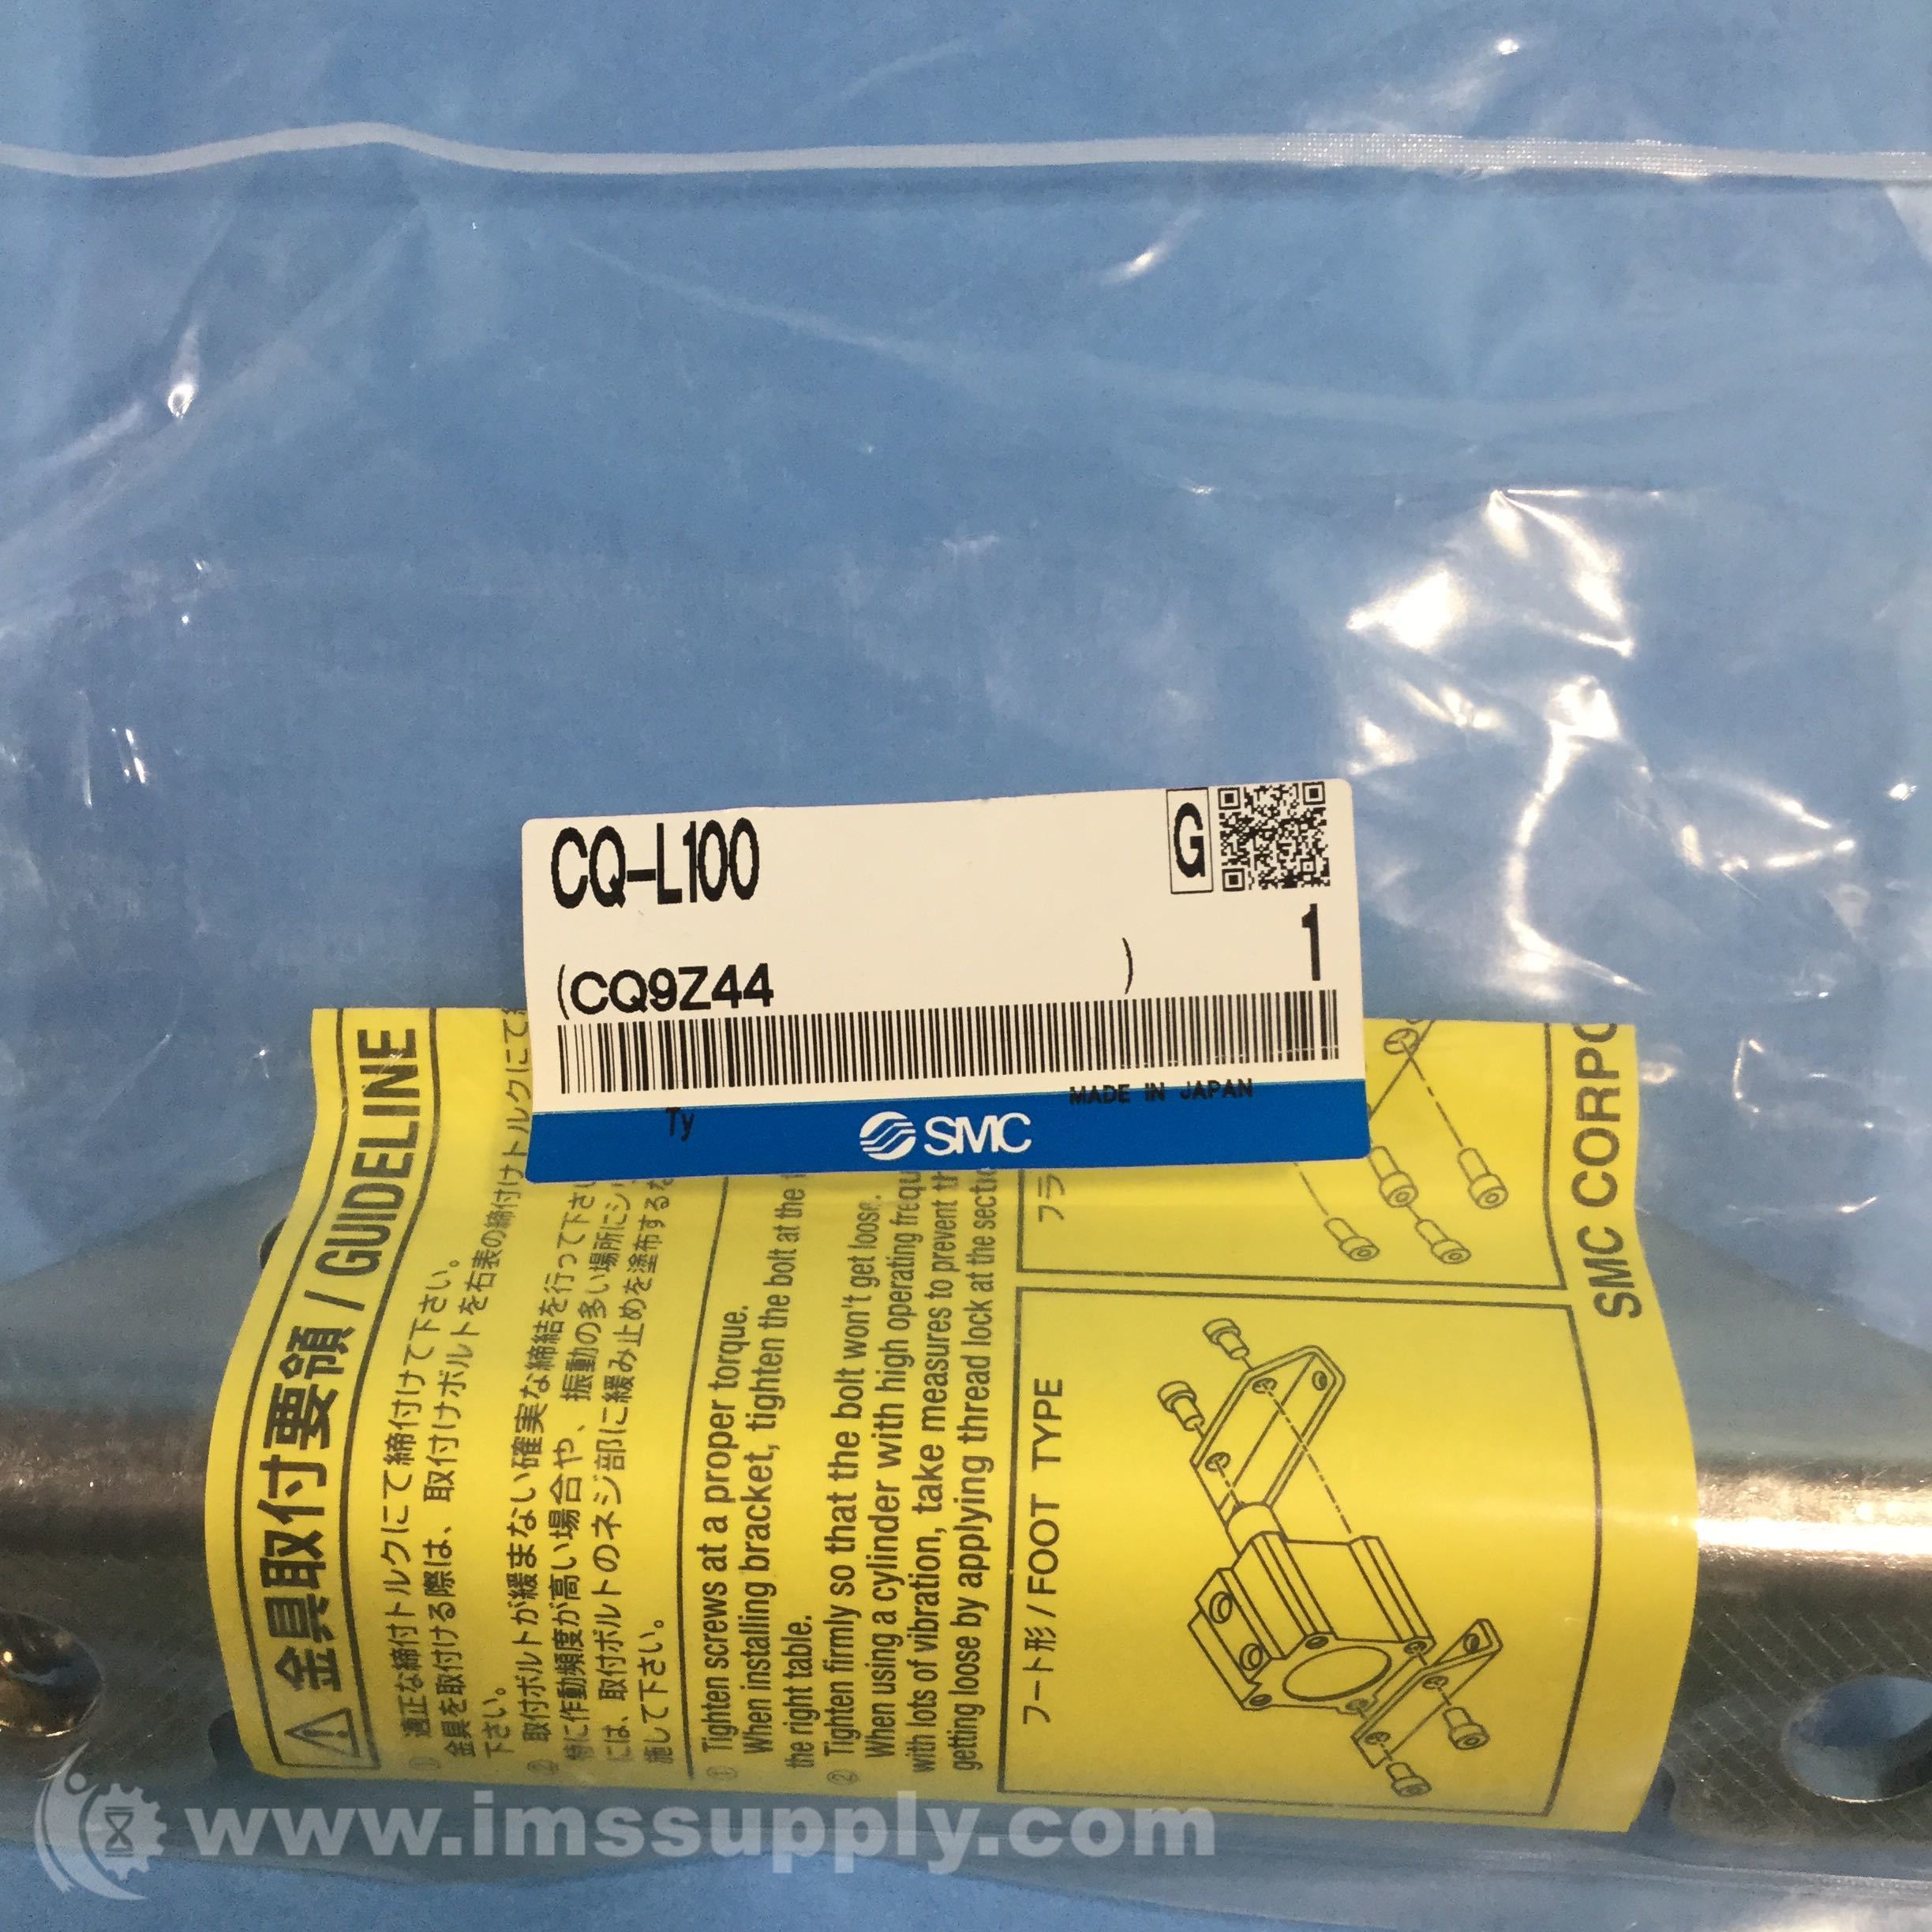 CQ-L100
G
1
(CQ9Z44 )
MADE IN JAPAN
Ty
SMC
金具取付要領 / GUIDELINE
① 適正な締付トルクにて締付けて下さい。
金具を取付ける際は、取付けボルトを右表の締付けトルクにて
下さい。
② 取付ボルトが緩まない確実な締結を行って下さ
特に作動頻度が高い場合や、振動の多い場所にシ
には、取付ボルトのネジ部に緩み止めを塗布する
施して下さい。
① Tighten screws at a proper torque.
When installing bracket, tighten the bolt at the
the right table.
② Tighten firmly so that the bolt won't get loose.
When using a cylinder with high operating frequ
with lots of vibration, take measures to prevent
getting loose by applying thread lock at the secti
フラ
フート形 / FOOT TYPE
SMC CORPO
www.imssupply.com